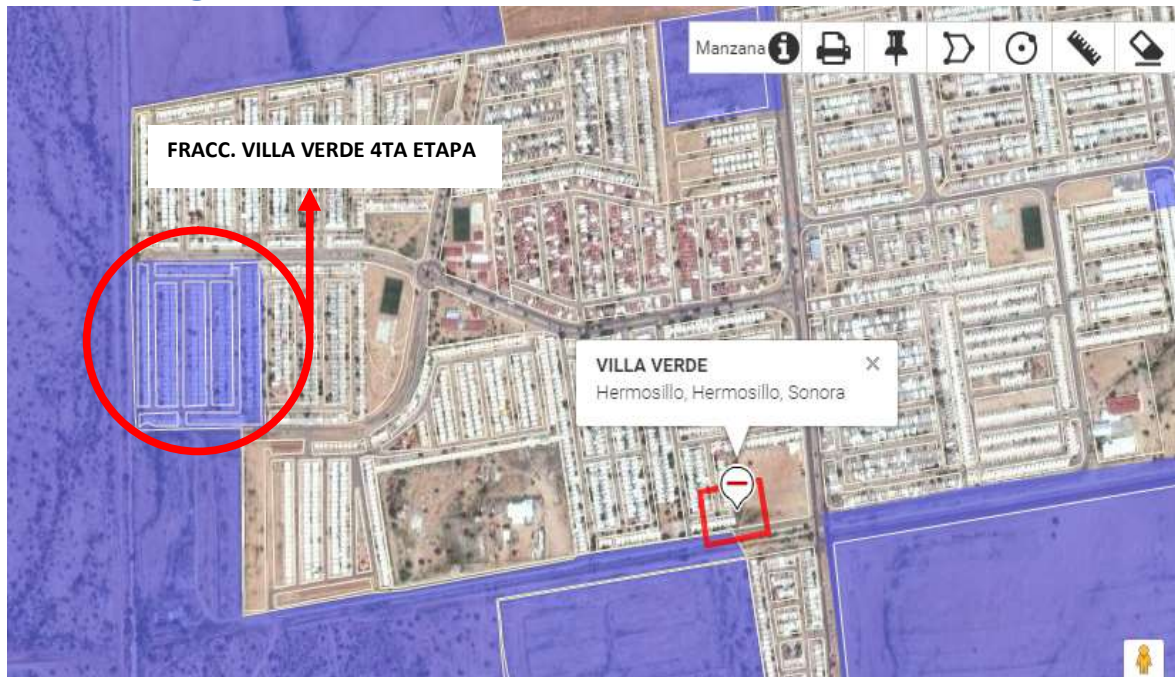 Manzana
FRACC. VILLA VERDE 4TA ETAPA
VILLA VERDE
Hermosillo, Hermosillo, Sonora